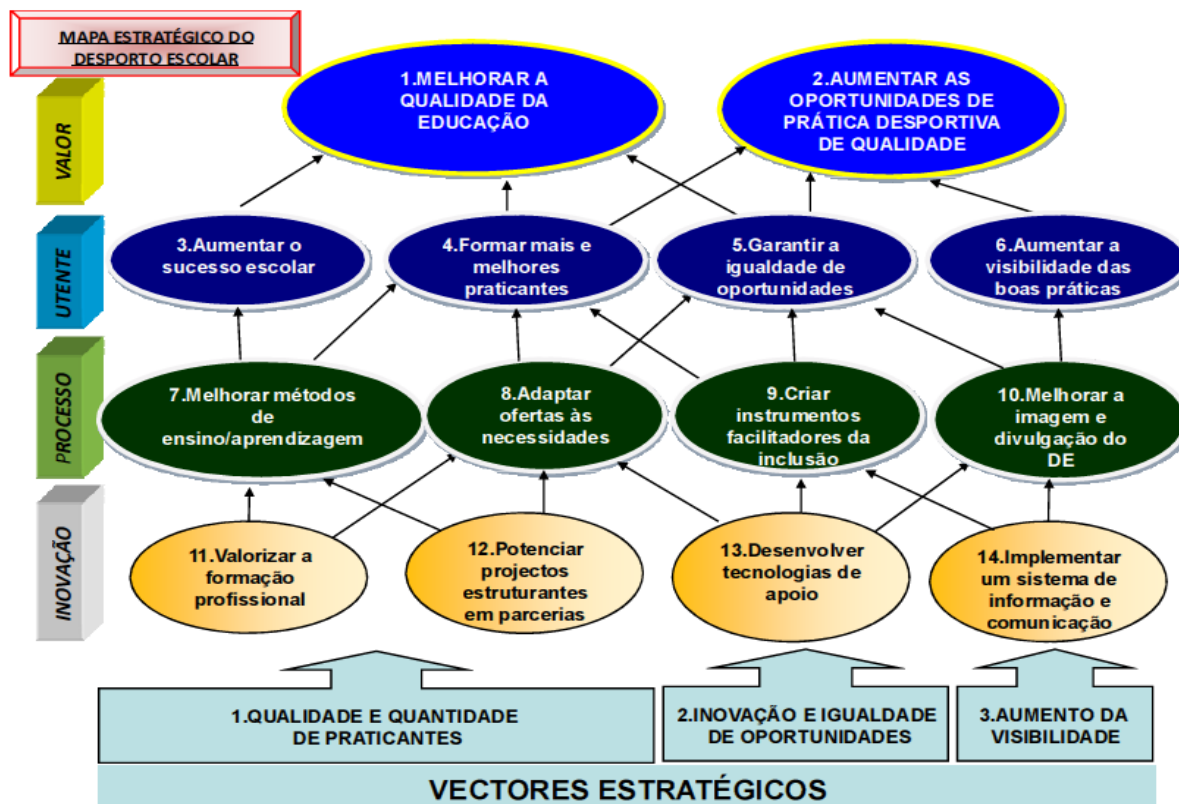 MAPA ESTRATÉGICO DO
DESPORTO ESCOLAR
VALOR
1.MELHORAR A
QUALIDADE DA
EDUCAÇÃO
2.AUMENTAR AS
OPORTUNIDADES DE
PRÁTICA DESPORTIVA
DE QUALIDADE
UTENTE
3.Aumentar o
sucesso escolar
4.Formar mais e
melhores
praticantes
5.Garantir a
igualdade de
oportunidades
6.Aumentar a
visibilidade das
boas práticas
PROCESSO
7.Melhorar métodos
de
ensino/aprendizagem
8.Adaptar
ofertas às
necessidades
9.Criar
instrumentos
facilitadores da
inclusão
10.Melhorar a
imagem e
divulgação do
DE
INOVAÇÃO
11.Valorizar a
formação
profissional
12.Potenciar
projectos
estruturantes
em parcerias
13.Desenvolver
tecnologias de
apoio
14.Implementar
um sistema de
informação e
comunicação
1.QUALIDADE E QUANTIDADE
DE PRATICANTES
2.INOVAÇÃO E IGUALDADE
DE OPORTUNIDADES
3.AUMENTO DA
VISIBILIDADE
VECTORES ESTRATÉGICOS